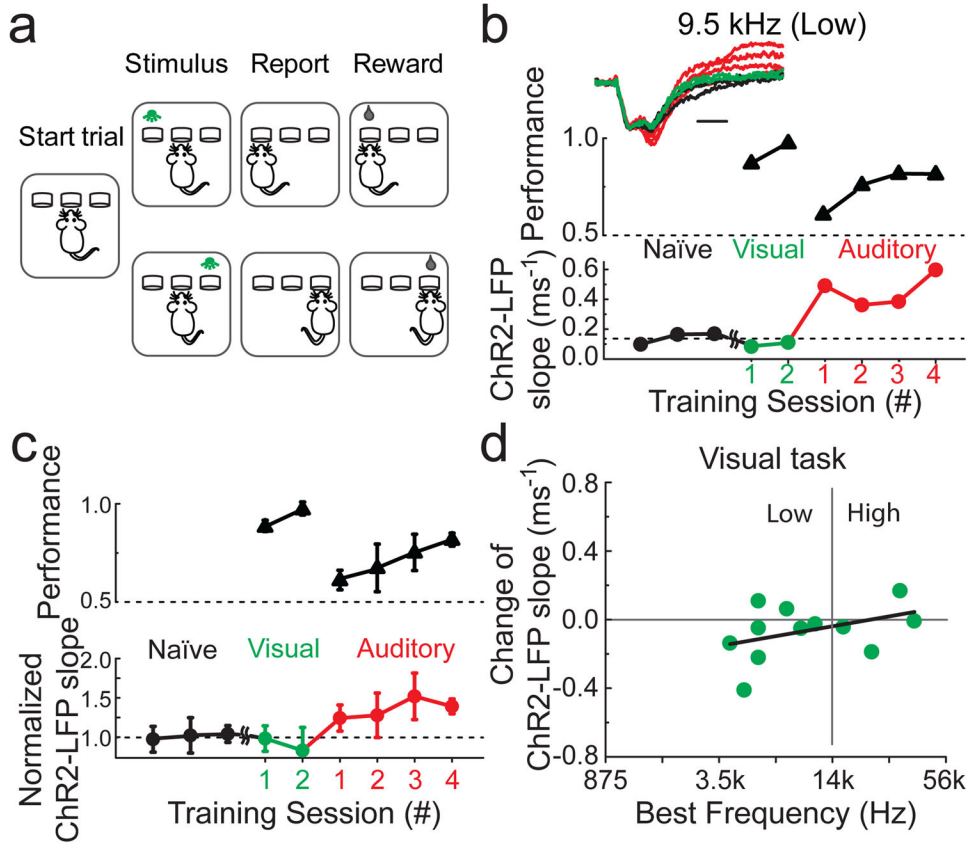 a
Stimulus Report Reward
Start trial
b
9.5 kHz (Low)
Performance
1.0
0.5
Naïve Visual Auditory
ChR2-LFP
slope (ms⁻¹)
0.6
0.4
0.2
0.0
1 2 1 2 3 4
Training Session (#)
c
Performance
1.0
0.5
Naïve Visual Auditory
Normalized
ChR2-LFP slope
2.0
1.5
1.0
1 2 1 2 3 4
Training Session (#)
d
Visual task
Low High
Change of
ChR2-LFP slope (ms⁻¹)
0.8
0.4
0.0
-0.4
-0.8
875 3.5k 14k 56k
Best Frequency (Hz)